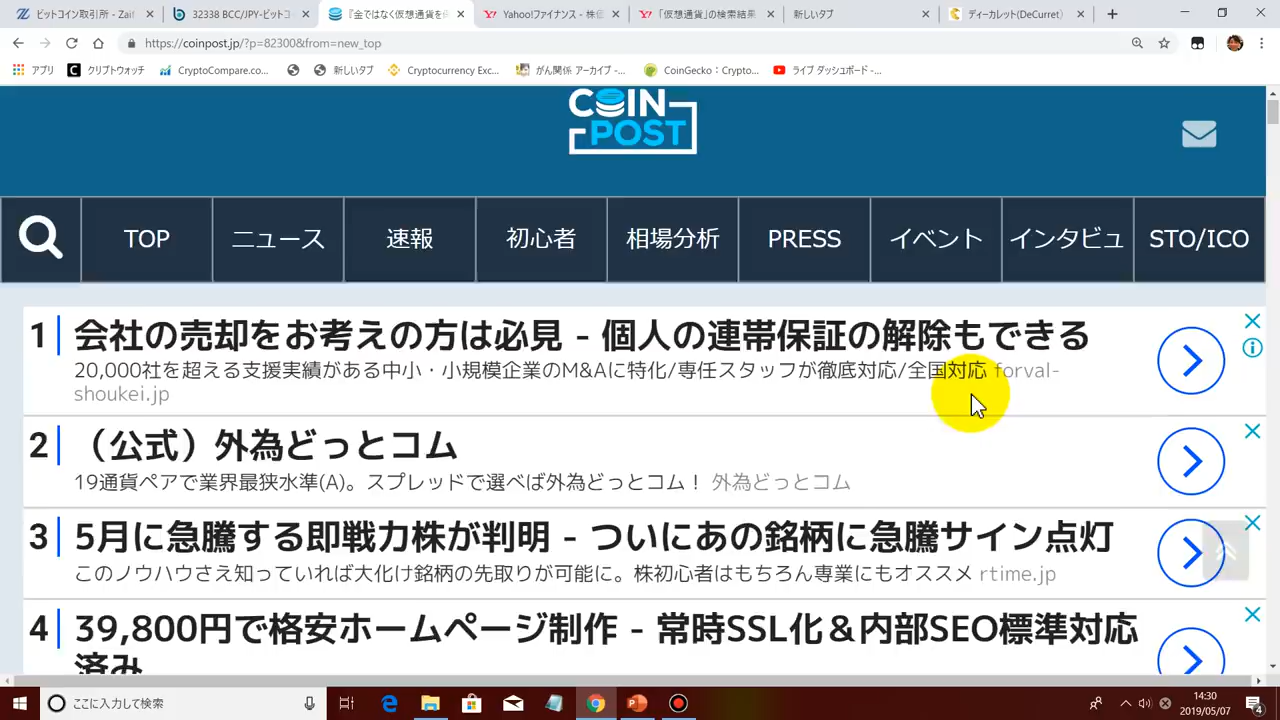 ビットコイン取引所 - Zaif
32338 BCC/JPY-ビットコ
『金ではなく仮想通貨を保
Yahoo!ファイナンス - 株価
「仮想通貨」の検索結果
新しいタブ
ディーカレット(DeCurret)
https://coinpost.jp/?p=82300&from=new_top
アプリ
クリプトウォッチ
CryptoCompare.co...
新しいタブ
Cryptocurrency Exc...
がん関係 アーカイブ -...
CoinGecko：Crypto...
ライブ ダッシュボード -...
COIN
POST
TOP
ニュース
速報
初心者
相場分析
PRESS
イベント
インタビュ
STO/ICO
1 会社の売却をお考えの方は必見 - 個人の連帯保証の解除もできる
20,000社を超える支援実績がある中小・小規模企業のM&Aに特化/専任スタッフが徹底対応/全国対応 forval-
shoukei.jp
2 （公式）外為どっとコム
19通貨ペアで業界最狭水準(A)。スプレッドで選べば外為どっとコム！ 外為どっとコム
3 5月に急騰する即戦力株が判明 - ついにあの銘柄に急騰サイン点灯
このノウハウさえ知っていれば大化け銘柄の先取りが可能に。株初心者はもちろん専業にもオススメ rtime.jp
4 39,800円で格安ホームページ制作 - 常時SSL化＆内部SEO標準対応
済み
ここに入力して検索
14:30
2019/05/07
4